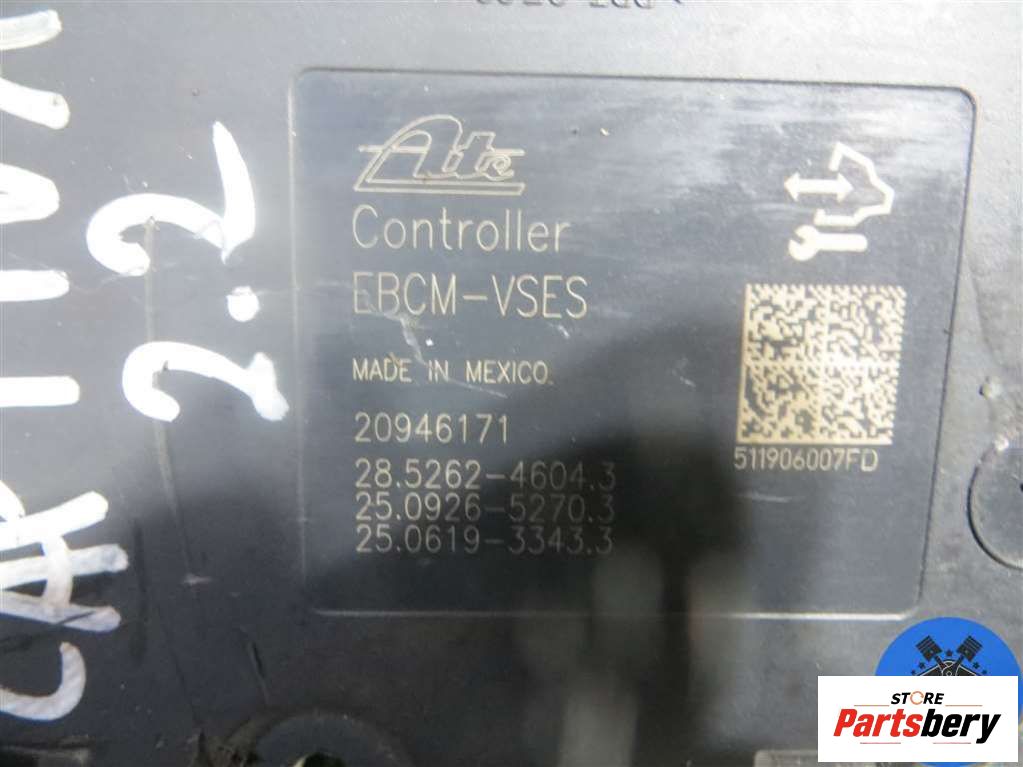 Ate
Controller
EBCM-VSES
MADE IN MEXICO.
20946171
28.5262-4604.3
25.0926-5270.3
25.0619-3343.3
511906007FD
CAPTIVA
2.2
STORE
Partsbery